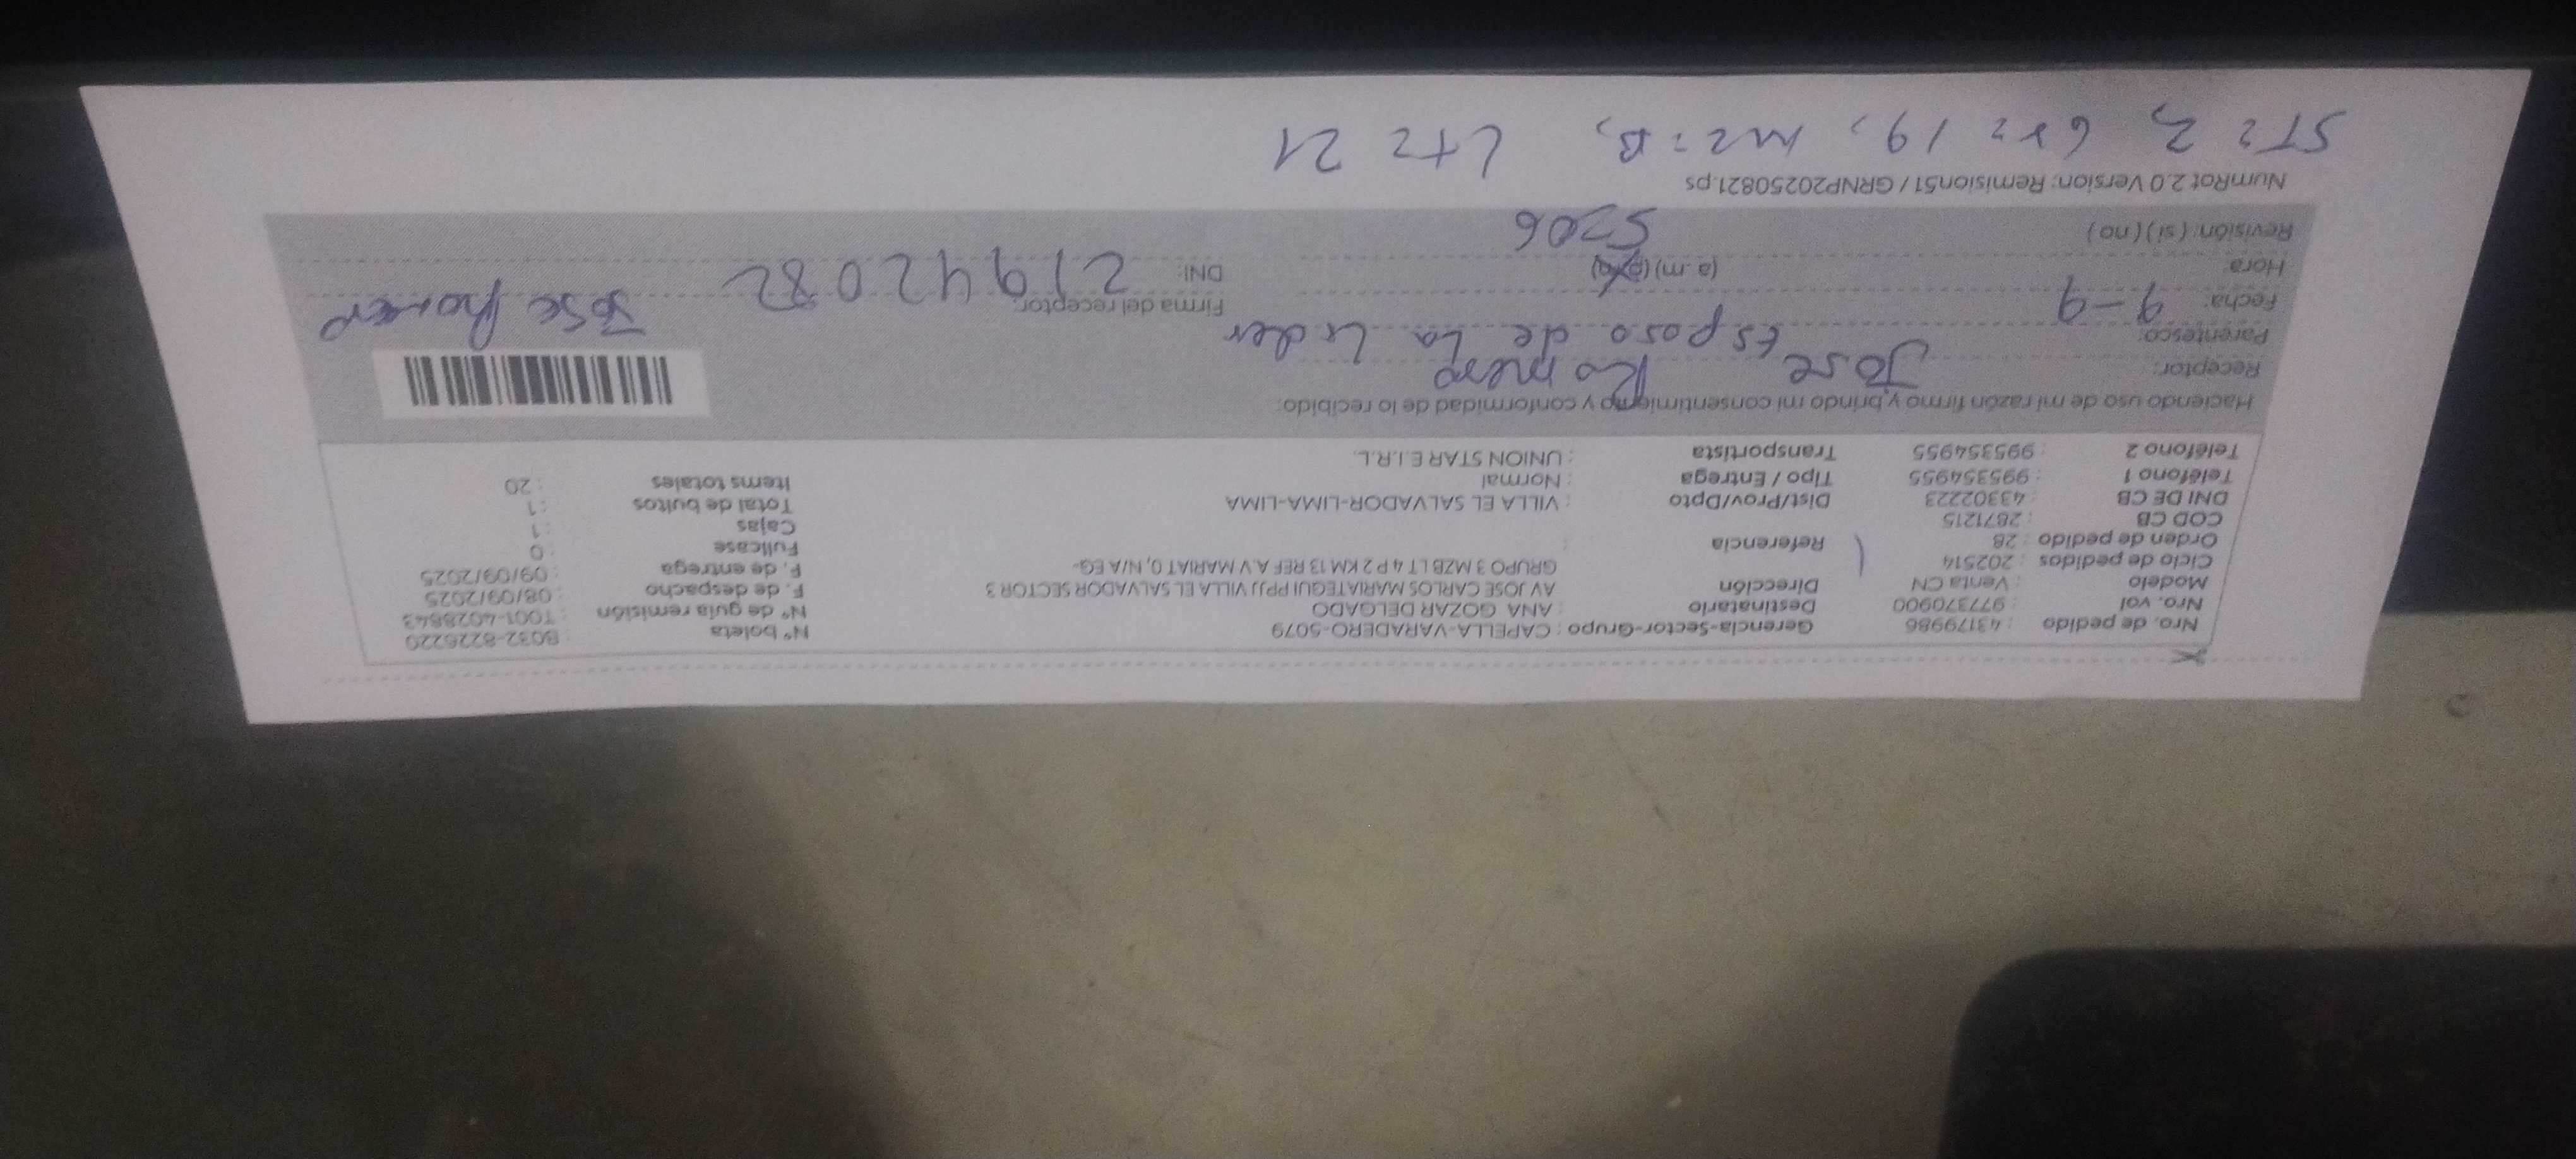 Nro. de pedido : 43179986 Gerencia-Sector-Grupo : CAPELLA-VARADERO-5079 N° boleta : B032-8226220
Nro. vol : 977370900 Destinatario : ANA GOZAR DELGADO N° de guía remisión : T001-4028843
Modelo : Venta CN Dirección AV JOSE CARLOS MARIATEGUI PPJJ VILLA EL SALVADOR SECTOR 3 F. de despacho : 08/09/2025
Ciclo de pedidos : 202514 GRUPO 3 MZB LT 4 P 2 KM 13 REF A.V MARIAT 0, N/A EG- F. de entrega : 09/09/2025
Orden de pedido : 28 Referencia : Fullcase : 0
COD CB : 2871215 Cajas : 1
DNI DE CB : 43302223 Dist/Prov/Dpto : VILLA EL SALVADOR-LIMA-LIMA Total de bultos : 1
Teléfono 1 : 995354955 Tipo / Entrega : Normal Items totales : 20
Teléfono 2 : 995354955 Transportista : UNION STAR E.I.R.L.
Haciendo uso de mi razón firmo y brindo mi consentimiento y conformidad de lo recibido:
Receptor: Jose Romero
Parentesco: Esposo de La Lider
Fecha: 9-9 Firma del receptor: Jose Romero
Hora: (a. m) DNI: 21942082
Revisión: ( si ) ( no ) 5206
NumRot 2.0 Version: Remision51 / GRNP20250821.ps
ST: 2, Gr= 19, Mz=B, Lt= 21